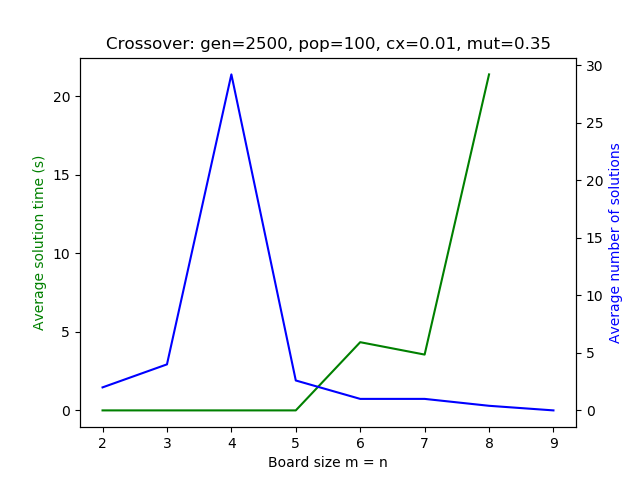 Crossover: gen=2500, pop=100, cx=0.01, mut=0.35
Average solution time (s)
20
15
10
5
0
30
25
20
15
10
5
0
Average number of solutions
2 3 4 5 6 7 8 9
Board size m = n